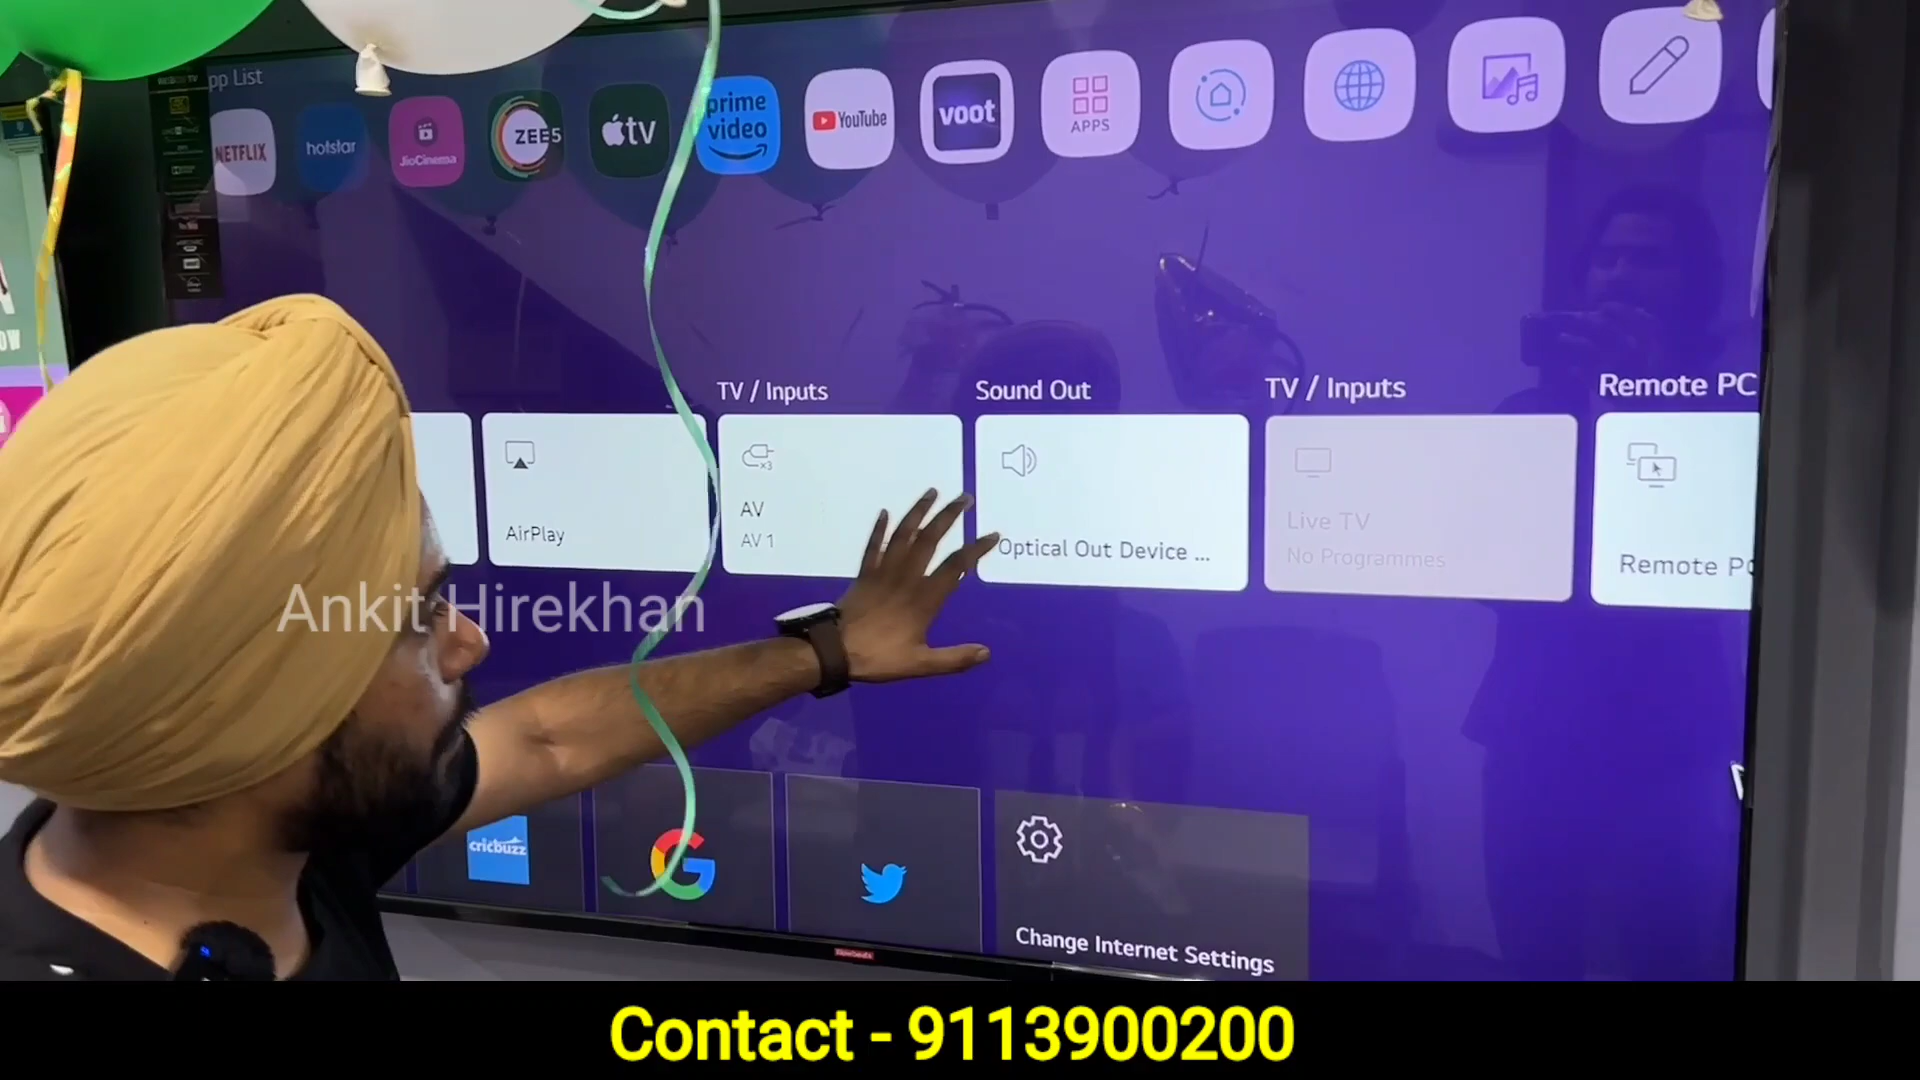 pp List
NETFLIX
hotstar
JioCinema
ZEE5
tv
prime
video
YouTube
voot
APPS
TV / Inputs
Sound Out
TV / Inputs
Remote PC
AirPlay
AV
AV 1
x3
Optical Out Device ...
Live TV
No Programmes
Remote PC
Ankit Hirekhan
cricbuzz
G
Change Internet Settings
Contact - 9113900200